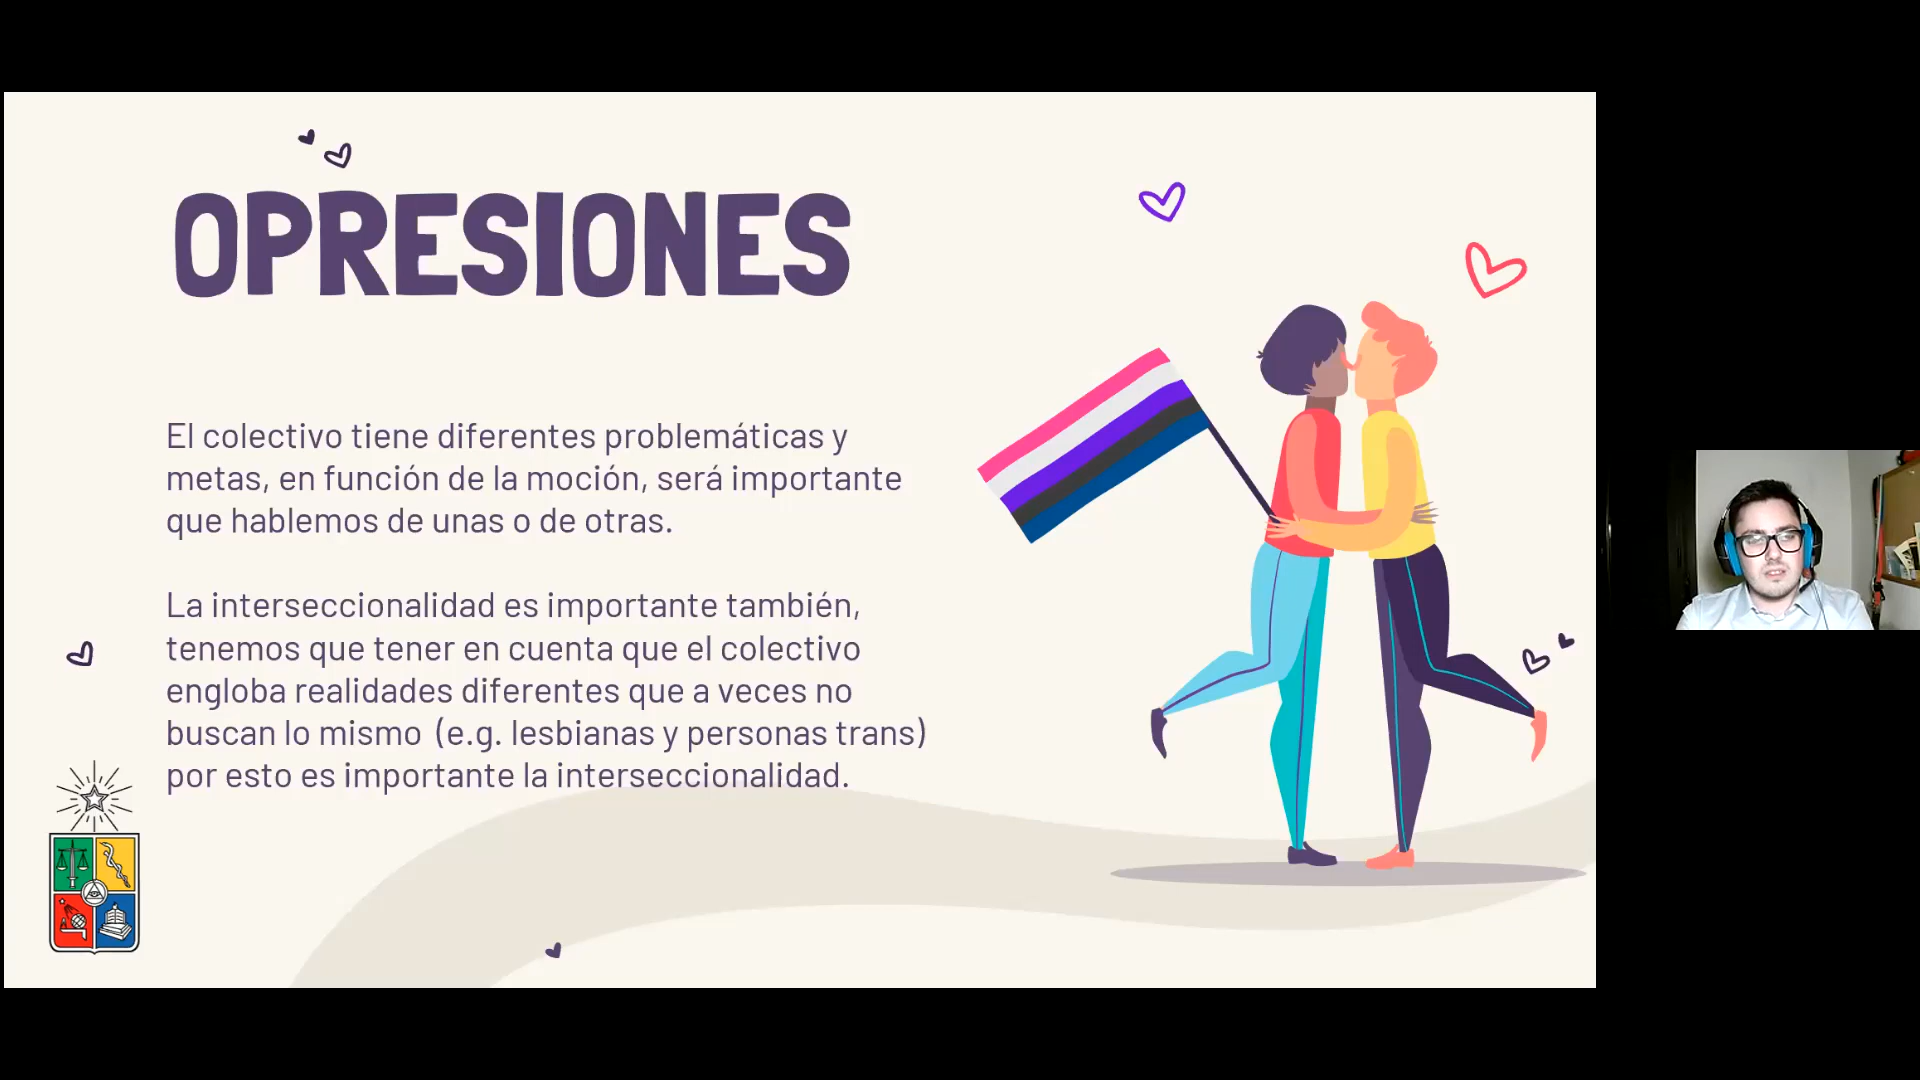 OPRESIONES
El colectivo tiene diferentes problemáticas y
metas, en función de la moción, será importante
que hablemos de unas o de otras.
La interseccionalidad es importante también,
tenemos que tener en cuenta que el colectivo
engloba realidades diferentes que a veces no
buscan lo mismo (e.g. lesbianas y personas trans)
por esto es importante la interseccionalidad.